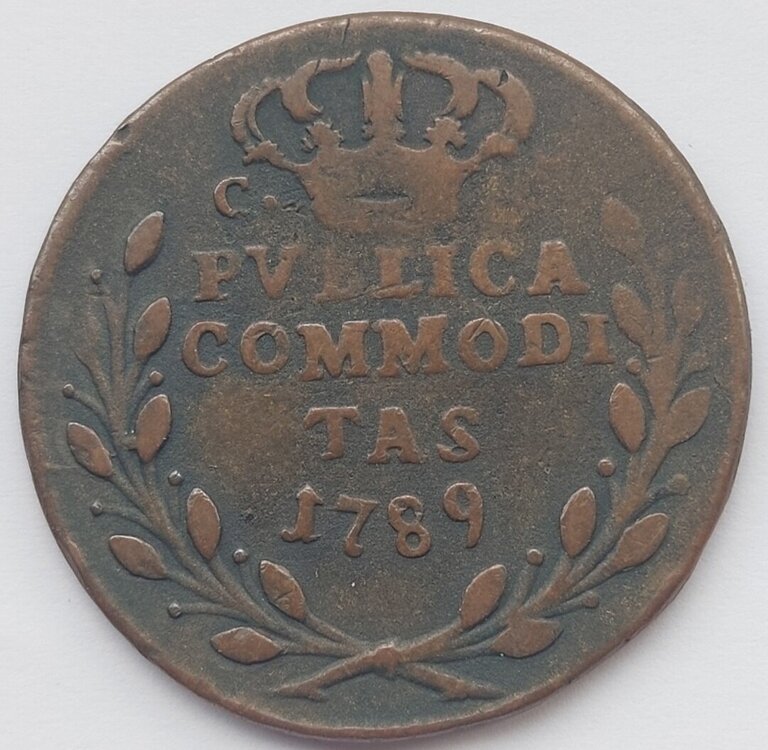 C.
PVBLICA
COMMODI
TAS
1789